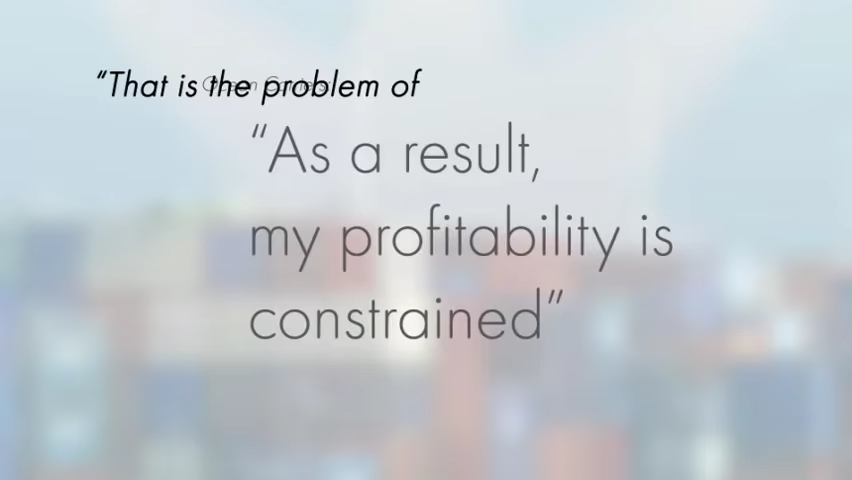 “That is the problem of
“As a result,
my profitability is
constrained”